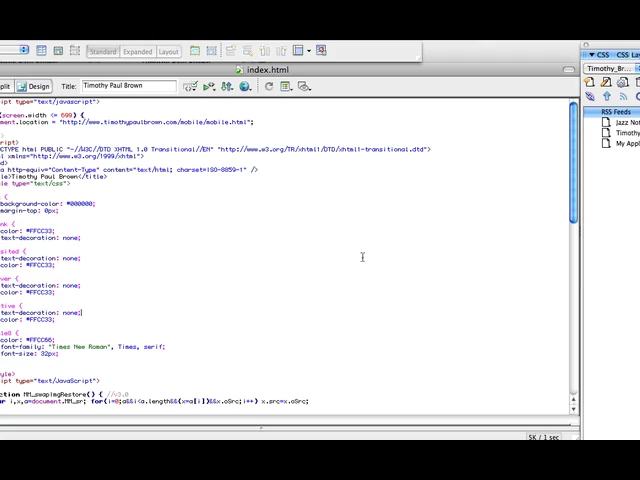 Standard Expanded Layout
index.html
CSS CSS La
plit Design Title: Timothy Paul Brown
Timothy_Br...
RSS Feeds
Jazz Not
Timothy
My Appl
ript type="text/javascript">
(screen.width <= 699) {
ment.location = "http://www.timothypaulbrown.com/mobile/mobile.html";
cript>
CTYPE html PUBLIC "-//W3C//DTD XHTML 1.0 Transitional//EN" "http://www.w3.org/TR/xhtml1/DTD/xhtml1-transitional.dtd">
l xmlns="http://www.w3.org/1999/xhtml">
a http-equiv="Content-Type" content="text/html; charset=ISO-8859-1" />
le>Timothy Paul Brown</title>
le type="text/css">
{
background-color: #000000;
margin-top: 0px;
nk {
color: #FFCC33;
text-decoration: none;
sited {
text-decoration: none;
color: #FFCC33;
ver {
text-decoration: none;
color: #FFCC33;
tive {
text-decoration: none;
color: #FFCC33;
yle8 {
color: #FFCC66;
font-family: "Times New Roman", Times, serif;
font-size: 32px;
tyle>
ript type="text/JavaScript">
ction MM_swapImgRestore() { //v3.0
ar i,x,a=document.MM_sr; for(i=0;a&&i<a.length&&(x=a[i])&&x.oSrc;i++) x.src=x.oSrc;
5K / 1 sec